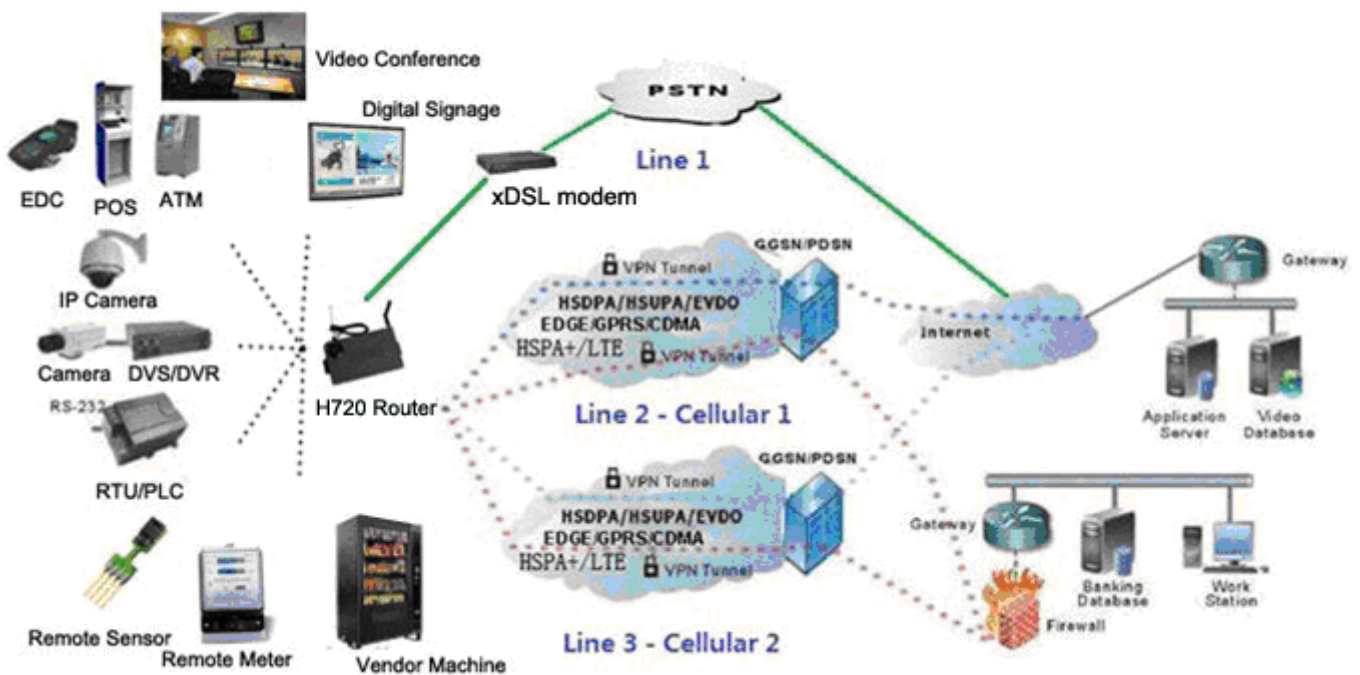 Video Conference
Digital Signage
EDC
POS
ATM
PSTN
Line 1
xDSL modem
IP Camera
Camera
DVS/DVR
RS-232
RTU/PLC
H720 Router
GGSN/PDSN
VPN Tunnel
HSDPA/HSUPA/EVDO
EDGE/GPRS/CDMA
HSPA+/LTE
VPN Tunnel
Line 2 - Cellular 1
Internet
Gateway
Application
Server
Video
Database
GGSN/PDSN
VPN Tunnel
HSDPA/HSUPA/EVDO
EDGE/GPRS/CDMA
HSPA+/LTE
VPN Tunnel
Line 3 - Cellular 2
Gateway
Firewall
Banking
Database
Work
Station
Remote Sensor
Remote Meter
Vendor Machine